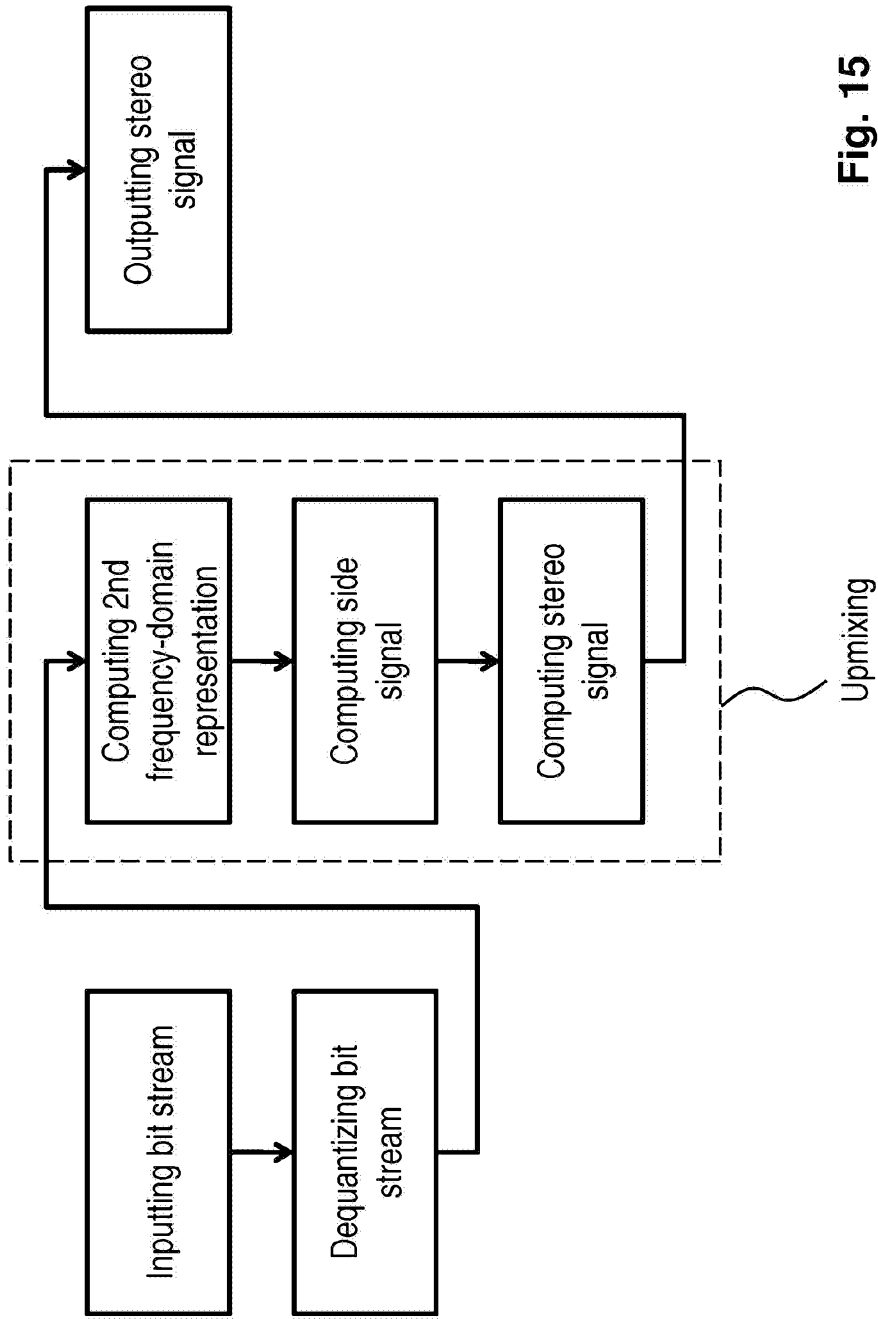 Inputting bit stream
Dequantizing bit
stream
Computing 2nd
frequency-domain
representation
Computing side
signal
Computing stereo
signal
Upmixing
Outputting stereo
signal
Fig. 15